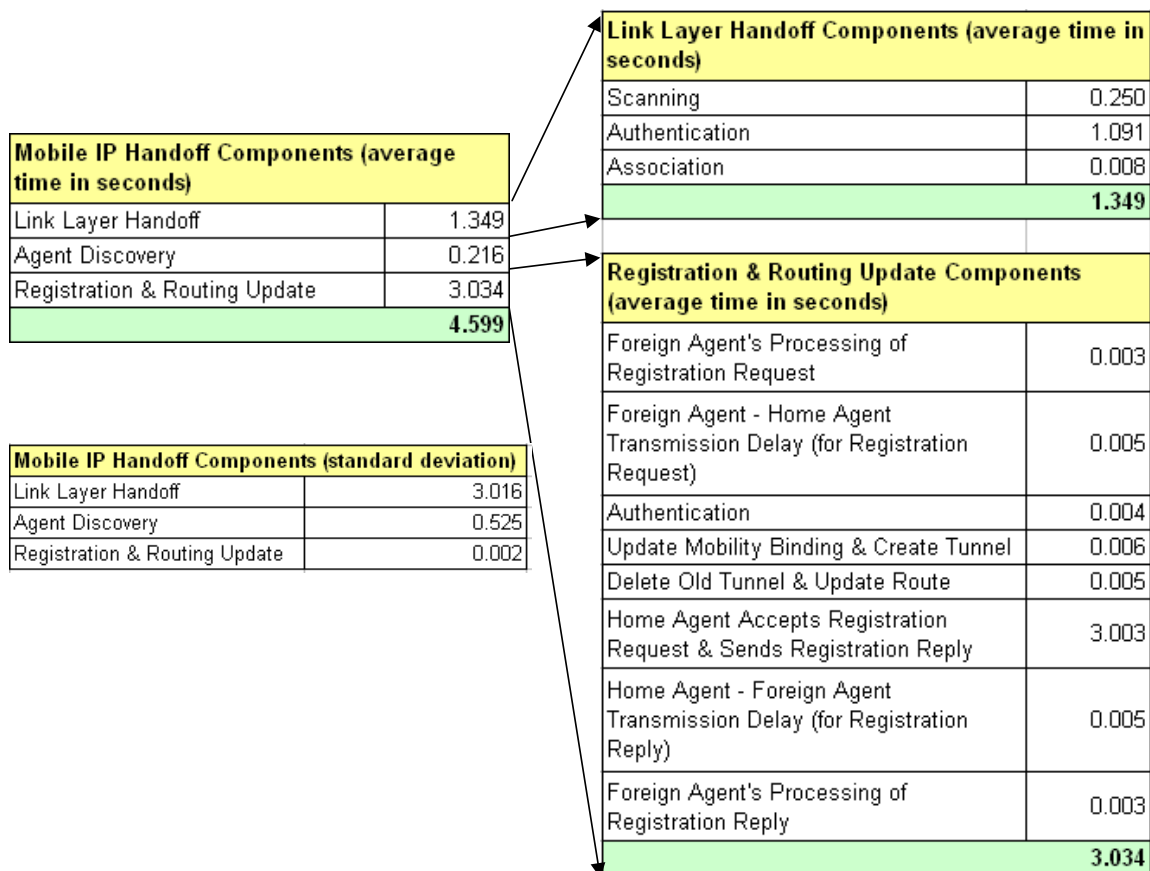 Mobile IP Handoff Components (average
time in seconds)
Link Layer Handoff 1.349
Agent Discovery 0.216
Registration & Routing Update 3.034
4.599
Mobile IP Handoff Components (standard deviation)
Link Layer Handoff 3.016
Agent Discovery 0.525
Registration & Routing Update 0.002
Link Layer Handoff Components (average time in
seconds)
Scanning 0.250
Authentication 1.091
Association 0.008
1.349
Registration & Routing Update Components
(average time in seconds)
Foreign Agent's Processing of
Registration Request 0.003
Foreign Agent - Home Agent
Transmission Delay (for Registration 0.005
Request)
Authentication 0.004
Update Mobility Binding & Create Tunnel 0.006
Delete Old Tunnel & Update Route 0.005
Home Agent Accepts Registration
Request & Sends Registration Reply 3.003
Home Agent - Foreign Agent
Transmission Delay (for Registration 0.005
Reply)
Foreign Agent's Processing of
Registration Reply 0.003
3.034